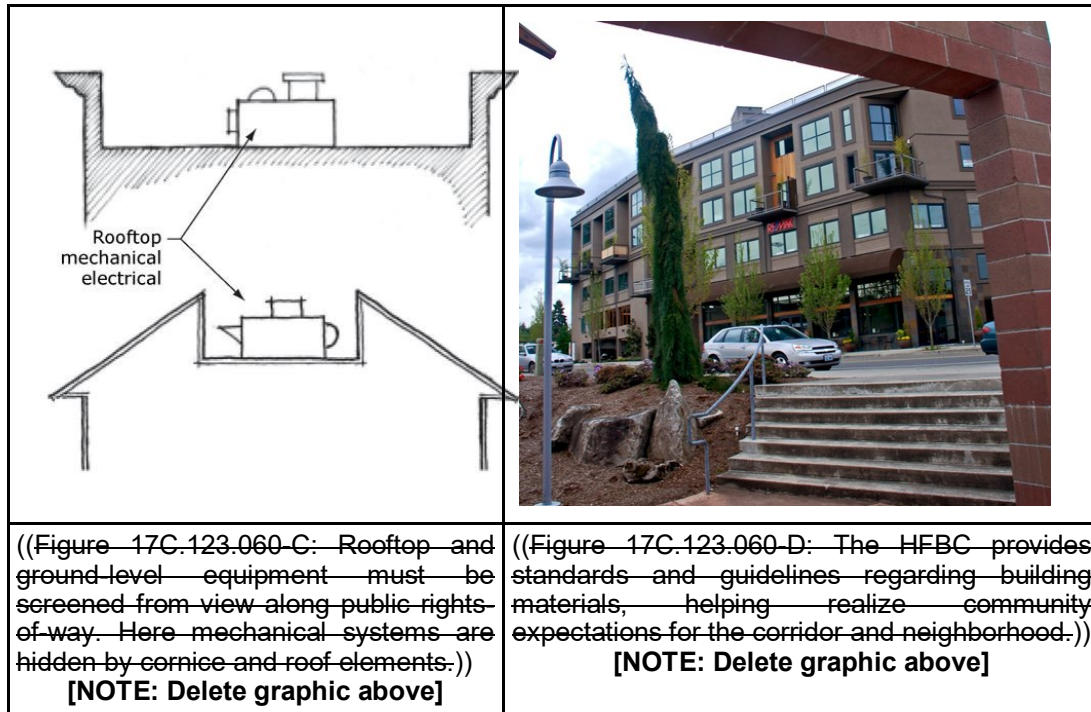 Rooftop
mechanical
electrical
RE/MAX
((Figure 17C.123.060-C: Rooftop and
ground-level equipment must be
screened from view along public rights-
of-way. Here mechanical systems are
hidden by cornice and roof elements.))
[NOTE: Delete graphic above]
((Figure 17C.123.060-D: The HFBC provides
standards and guidelines regarding building
materials, helping realize community
expectations for the corridor and neighborhood.))
[NOTE: Delete graphic above]